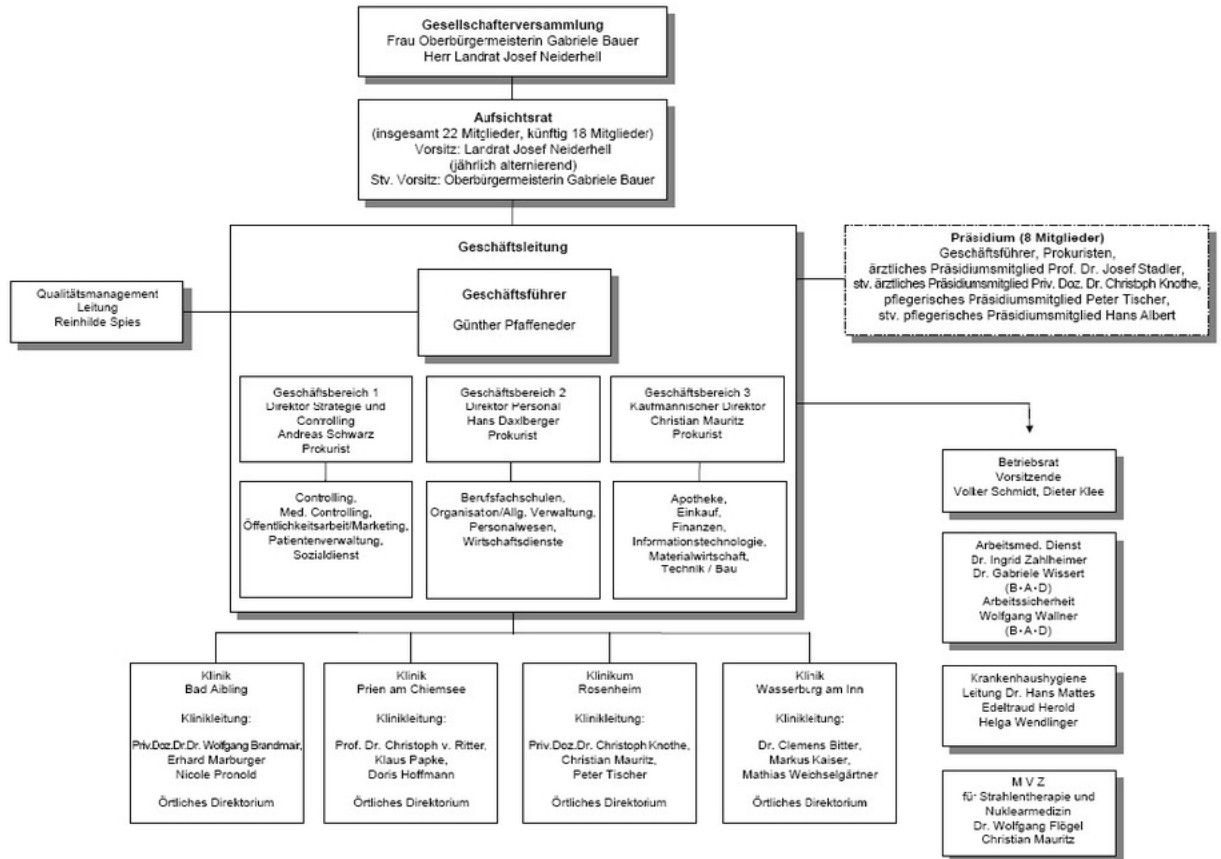 Gesellschafterversammlung
Frau Oberbürgermeisterin Gabriele Bauer
Herr Landrat Josef Neiderhell
Aufsichtsrat
(insgesamt 22 Mitglieder, künftig 18 Mitglieder)
Vorsitz: Landrat Josef Neiderhell
(jährlich alternierend)
Stv. Vorsitz: Oberbürgermeisterin Gabriele Bauer
Geschäftsleitung
Geschäftsführer
Günther Pfaffeneder
Qualitätsmanagement
Leitung
Reinhilde Spies
Präsidium (8 Mitglieder)
Geschäftsführer, Prokuristen,
ärztliches Präsidiumsmitglied Prof. Dr. Josef Stadler,
stv. ärztliches Präsidiumsmitglied Priv. Doz. Dr. Christoph Knothe,
pflegerisches Präsidiumsmitglied Peter Tischer,
stv. pflegerisches Präsidiumsmitglied Hans Albert
Geschäftsbereich 1
Direktor Strategie und
Controlling
Andreas Schwarz
Prokurist
Geschäftsbereich 2
Direktor Personal
Hans Daxlberger
Prokurist
Geschäftsbereich 3
Kaufmännischer Direktor
Christian Mauritz
Prokurist
Controlling,
Med. Controlling,
Öffentlichkeitsarbeit/Marketing,
Patientenverwaltung,
Sozialdienst
Berufsfachschulen,
Organisaton/Allg. Verwaltung,
Personalwesen,
Wirtschaftsdienste
Apotheke,
Einkauf,
Finanzen,
Informationstechnologie,
Materialwirtschaft,
Technik / Bau
Betriebsrat
Vorsitzende
Volker Schmidt, Dieter Klee
Arbeitsmed. Dienst
Dr. Ingrid Zahlheimer
Dr. Gabriele Wissert
(B·A·D)
Arbeitssicherheit
Wolfgang Wallner
(B·A·D)
Krankenhaushygiene
Leitung Dr. Hans Mattes
Edeltraud Herold
Helga Wendlinger
M V Z
für Strahlentherapie und
Nuklearmedizin
Dr. Wolfgang Flögel
Christian Mauritz
Klinik
Bad Aibling
Klinikleitung:
Priv.Doz.Dr.Dr. Wolfgang Brandmair,
Erhard Marburger
Nicole Pronold
Örtliches Direktorium
Klinik
Prien am Chiemsee
Klinikleitung:
Prof. Dr. Christoph v. Ritter,
Klaus Papke,
Doris Hoffmann
Örtliches Direktorium
Klinikum
Rosenheim
Klinikleitung:
Priv.Doz.Dr. Christoph Knothe,
Christian Mauritz,
Peter Tischer
Örtliches Direktorium
Klinik
Wasserburg am Inn
Klinikleitung:
Dr. Clemens Bitter,
Markus Kaiser,
Mathias Weichselgärtner
Örtliches Direktorium